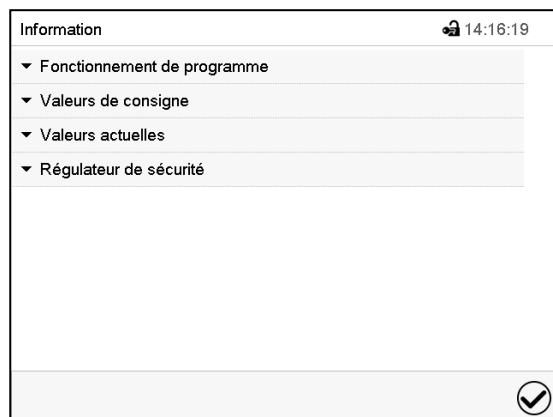 Information 14:16:19
Fonctionnement de programme
Valeurs de consigne
Valeurs actuelles
Régulateur de sécurité